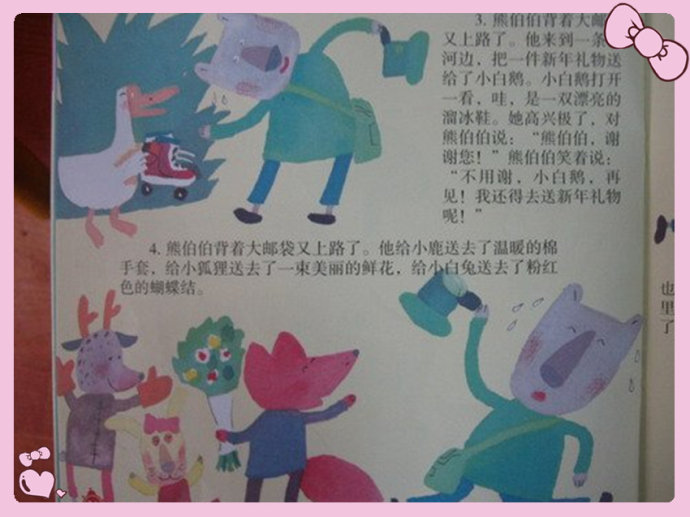 3. 熊伯伯背着大邮
又上路了。他来到一条
河边，把一件新年礼物送
给了小白鹅。小白鹅打开
一看，哇，是一双漂亮的
溜冰鞋。她高兴极了，对
熊伯伯说：“熊伯伯，谢
谢您！”熊伯伯笑着说：
“不用谢，小白鹅，再
见！我还得去送新年礼物
呢！”
4. 熊伯伯背着大邮袋又上路了。他给小鹿送去了温暖的棉
手套，给小狐狸送去了一束美丽的鲜花，给小白兔送去了粉红
色的蝴蝶结。
也
里
了